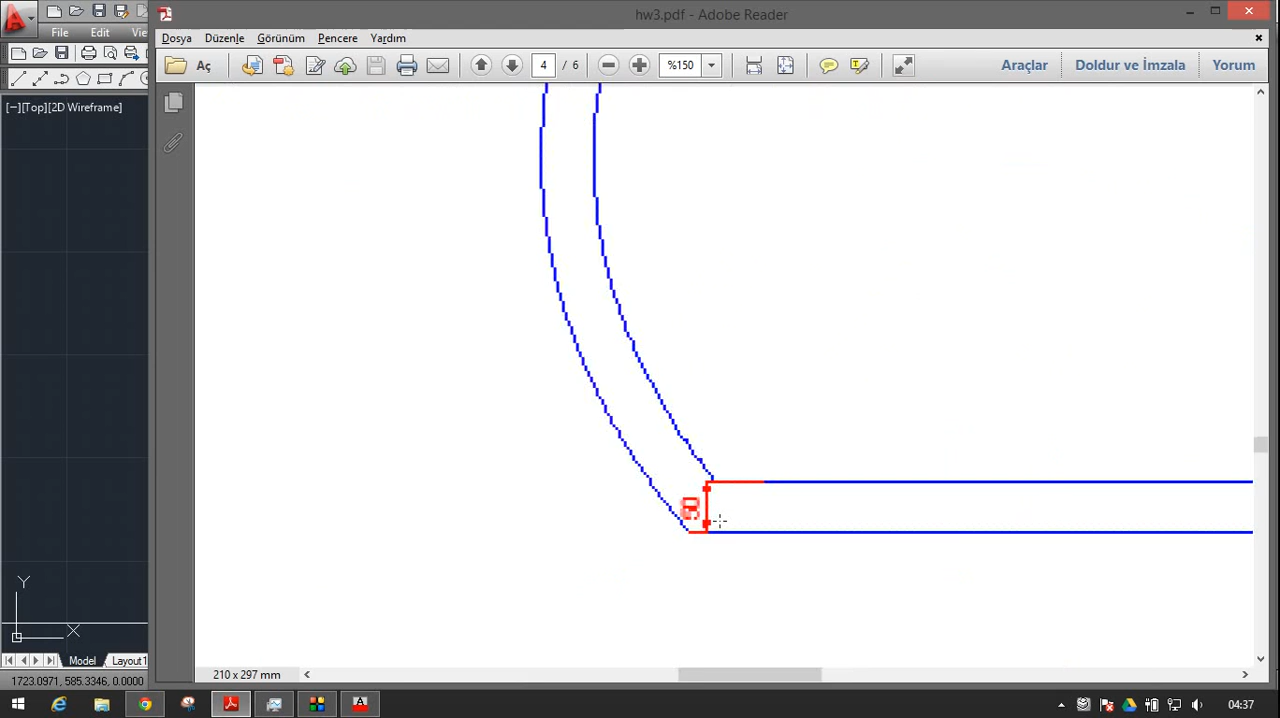 hw3.pdf - Adobe Reader
File Edit
Dosya Düzenle Görünüm Pencere Yardım
Aç 4 / 6 %150 Araçlar Doldur ve İmzala Yorum
[−][Top][2D Wireframe]
Y
X
Model Layout1
210 x 297 mm
1723.0971, 585.3346, 0.0000
04:37